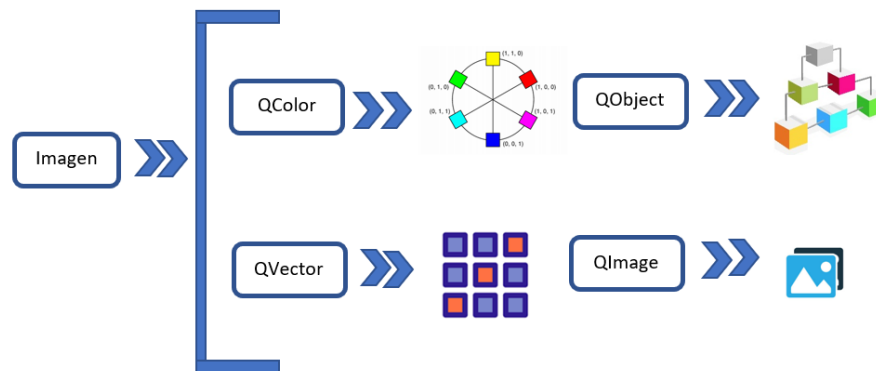 Imagen
QColor
(1, 1, 0)
(0, 1, 0)
(1, 0, 0)
(0, 1, 1)
(1, 0, 1)
(0, 0, 1)
QObject
QVector
QImage